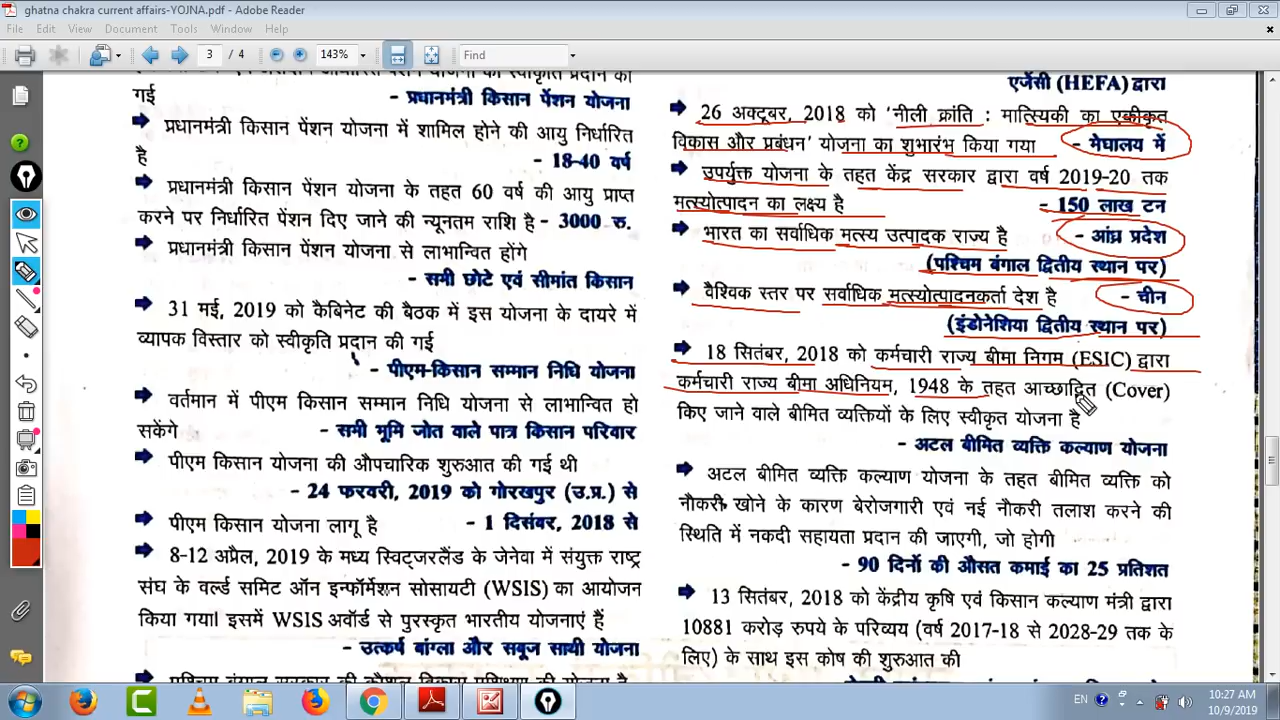 ghatna chakra current affairs-YOJNA.pdf - Adobe Reader
File Edit View Document Tools Window Help
3 / 4 143% Find
गई - प्रधानमंत्री किसान पेंशन योजना
प्रधानमंत्री किसान पेंशन योजना में शामिल होने की आयु निर्धारित
है - 18-40 वर्ष
प्रधानमंत्री किसान पेंशन योजना के तहत 60 वर्ष की आयु प्राप्त
करने पर निर्धारित पेंशन दिए जाने की न्यूनतम राशि है - 3000 रु.
प्रधानमंत्री किसान पेंशन योजना से लाभान्वित होंगे
- सभी छोटे एवं सीमांत किसान
31 मई, 2019 को कैबिनेट की बैठक में इस योजना के दायरे में
व्यापक विस्तार को स्वीकृति प्रदान की गई
- पीएम-किसान सम्मान निधि योजना
वर्तमान में पीएम किसान सम्मान निधि योजना से लाभान्वित हो
सकेंगे - सभी भूमि जोत वाले पात्र किसान परिवार
पीएम किसान योजना की औपचारिक शुरुआत की गई थी
- 24 फरवरी, 2019 को गोरखपुर (उ.प्र.) से
पीएम किसान योजना लागू है - 1 दिसंबर, 2018 से
8-12 अप्रैल, 2019 के मध्य स्विट्जरलैंड के जेनेवा में संयुक्त राष्ट्र
संघ के वर्ल्ड समिट ऑन इन्फॉर्मेशन सोसायटी (WSIS) का आयोजन
किया गया। इसमें WSIS अवॉर्ड से पुरस्कृत भारतीय योजनाएं हैं
- उत्कर्ष बांग्ला और सबूज साथी योजना
एजेंसी (HEFA) द्वारा
26 अक्टूबर, 2018 को 'नीली क्रांति : मात्स्यिकी का एकीकृत
विकास और प्रबंधन' योजना का शुभारंभ किया गया - मेघालय में
उपर्युक्त योजना के तहत केंद्र सरकार द्वारा वर्ष 2019-20 तक
मत्स्योत्पादन का लक्ष्य है - 150 लाख टन
भारत का सर्वाधिक मत्स्य उत्पादक राज्य है - आंध्र प्रदेश
(पश्चिम बंगाल द्वितीय स्थान पर)
वैश्विक स्तर पर सर्वाधिक मत्स्योत्पादनकर्ता देश है - चीन
(इंडोनेशिया द्वितीय स्थान पर)
18 सितंबर, 2018 को कर्मचारी राज्य बीमा निगम (ESIC) द्वारा
कर्मचारी राज्य बीमा अधिनियम, 1948 के तहत आच्छादित (Cover)
किए जाने वाले बीमित व्यक्तियों के लिए स्वीकृत योजना है
- अटल बीमित व्यक्ति कल्याण योजना
अटल बीमित व्यक्ति कल्याण योजना के तहत बीमित व्यक्ति को
नौकरी खोने के कारण बेरोजगारी एवं नई नौकरी तलाश करने की
स्थिति में नकदी सहायता प्रदान की जाएगी, जो होगी
- 90 दिनों की औसत कमाई का 25 प्रतिशत
13 सितंबर, 2018 को केंद्रीय कृषि एवं किसान कल्याण मंत्री द्वारा
10881 करोड़ रुपये के परिव्यय (वर्ष 2017-18 से 2028-29 तक के
लिए) के साथ इस कोष की शुरुआत की
EN 10:27 AM
10/9/2019